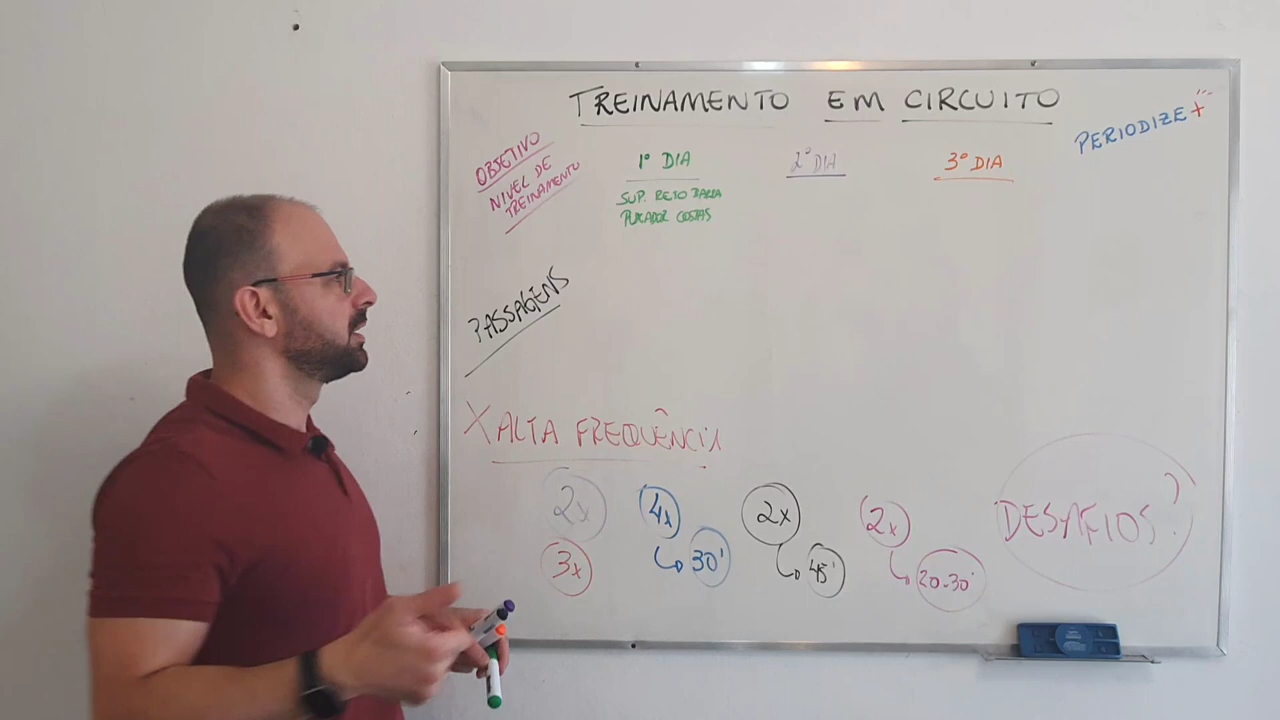 TREINAMENTO EM CIRCUITO
PERIODIZE+
OBJETIVO
NIVEL DE
TREINAMENTO
1º DIA
SUP. RETO BARRA
PUXADOR COSTAS
2º DIA
3º DIA
PASSAGENS
X ALTA FREQUÊNCIA
2x
3x
4x
30'
2x
45'
2x
20-30'
DESAFIOS?